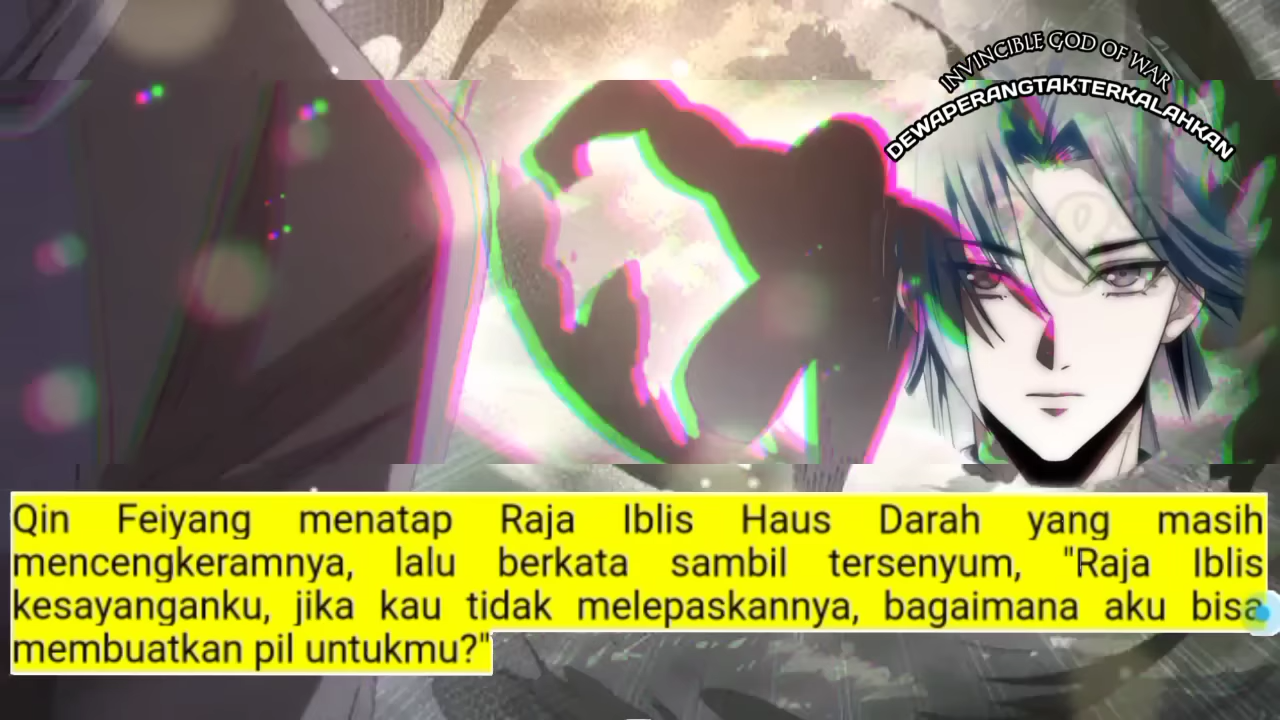 INVINCIBLE GOD OF WAR
DEWAPERANGTAKTERKALAHKAN
Qin Feiyang menatap Raja Iblis Haus Darah yang masih
mencengkeramnya, lalu berkata sambil tersenyum, "Raja Iblis
kesayanganku, jika kau tidak melepaskannya, bagaimana aku bisa
membuatkan pil untukmu?"